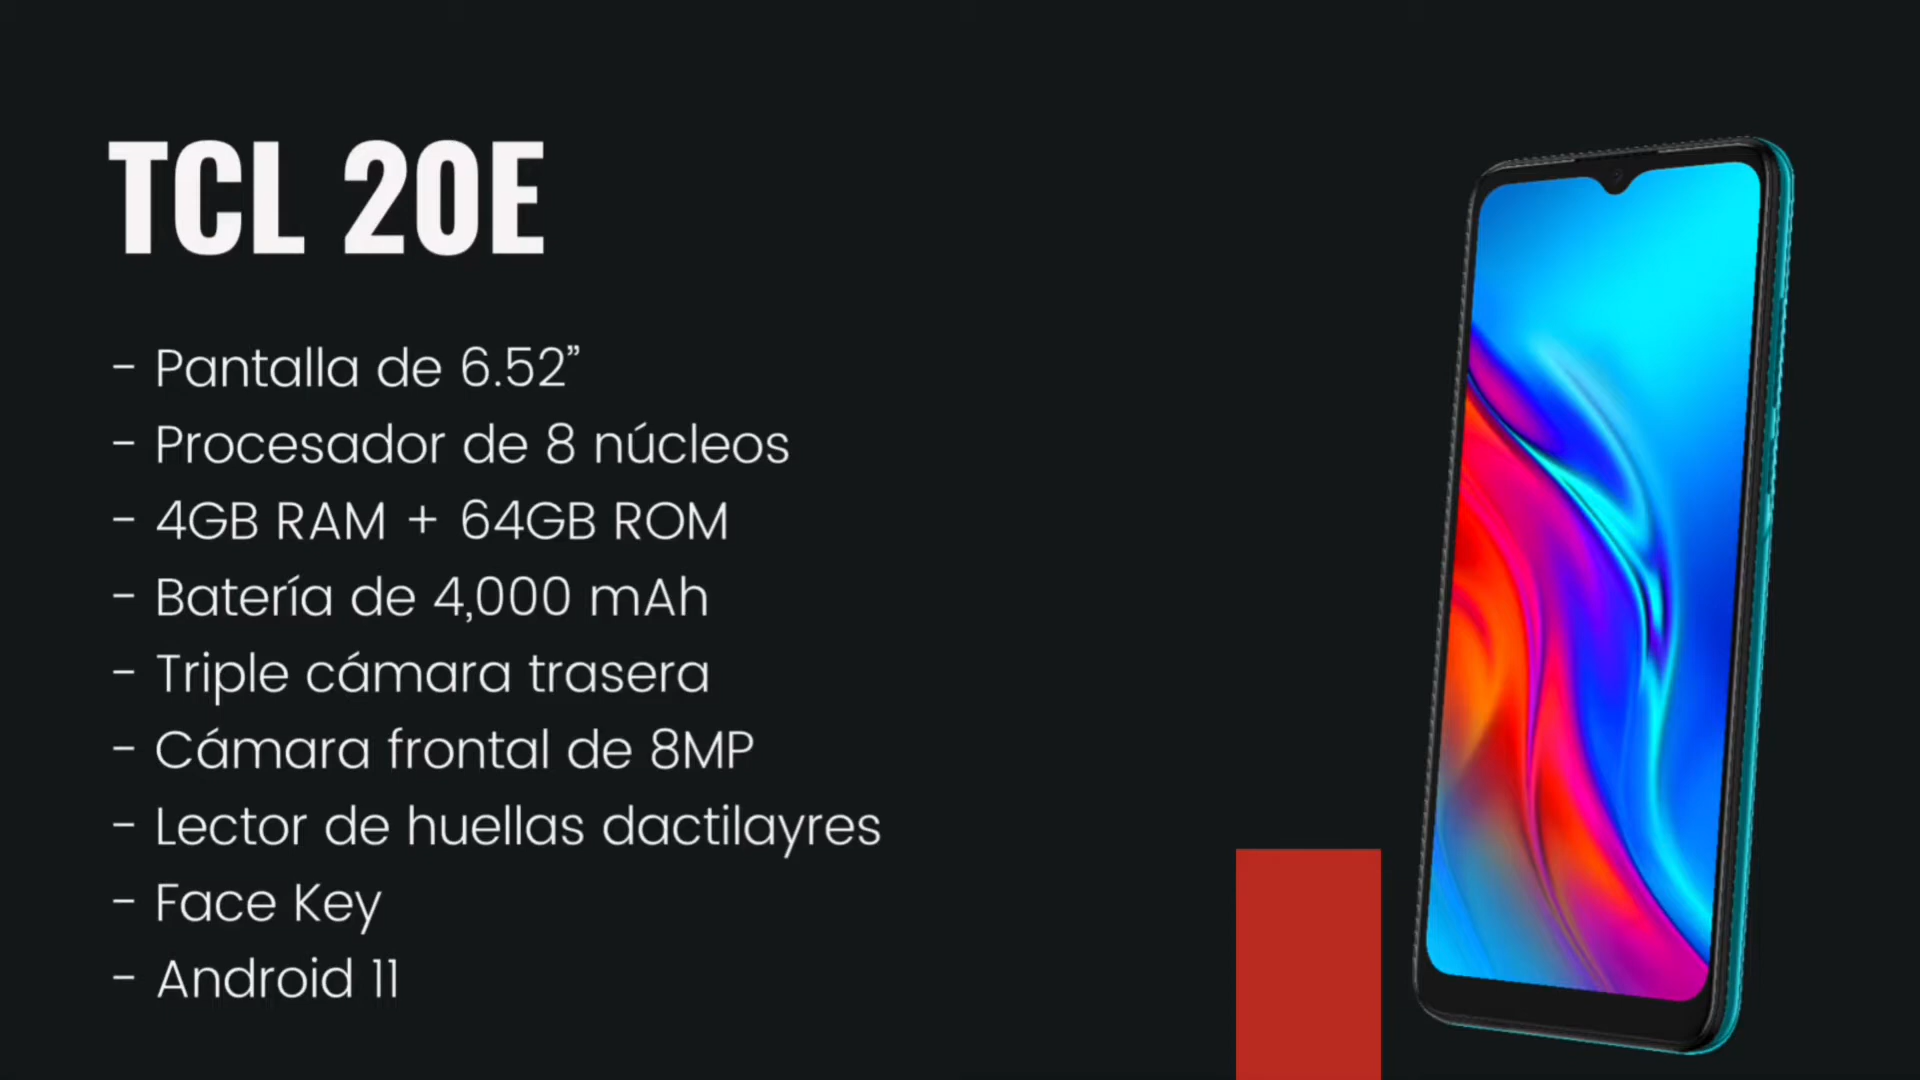 TCL 20E
- Pantalla de 6.52”
- Procesador de 8 núcleos
- 4GB RAM + 64GB ROM
- Batería de 4,000 mAh
- Triple cámara trasera
- Cámara frontal de 8MP
- Lector de huellas dactilayres
- Face Key
- Android 11